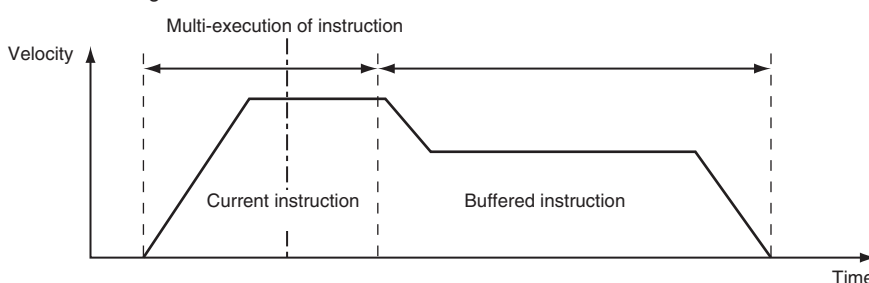 Multi-execution of instruction
Velocity
Current instruction
Buffered instruction
Time